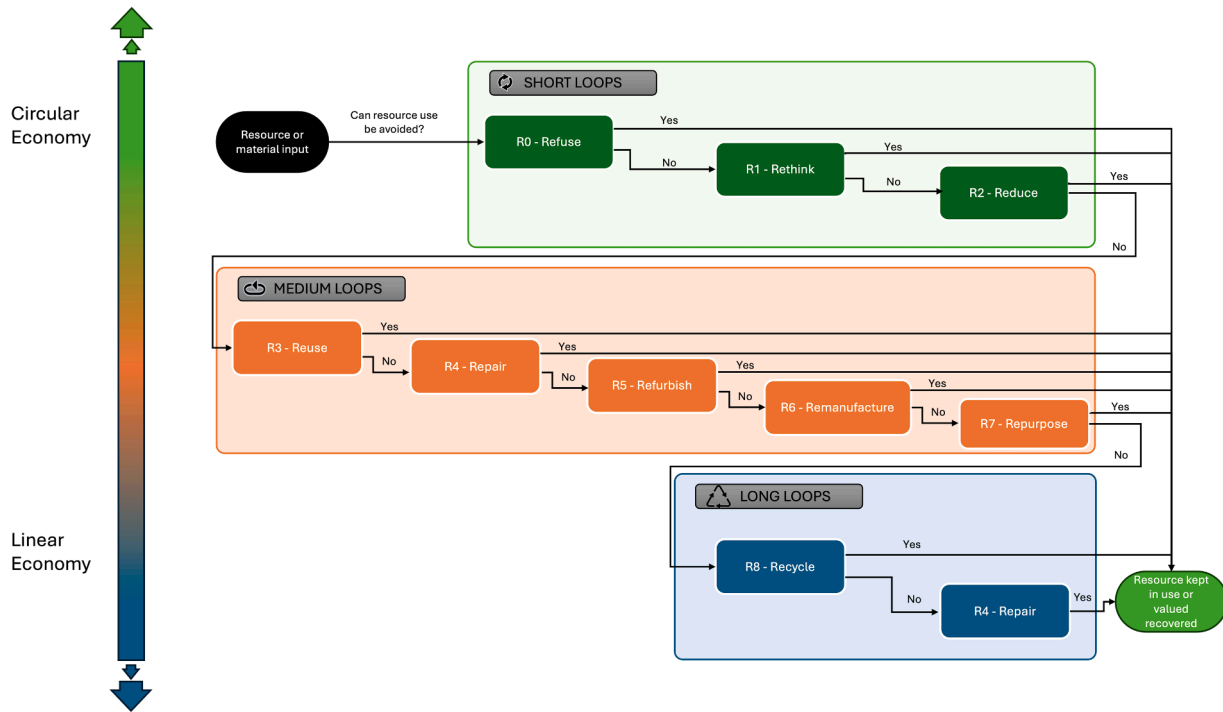 Circular
Economy
SHORT LOOPS
Can resource use
be avoided?
Resource or
material input
R0 - Refuse
Yes
No
R1 - Rethink
Yes
No
R2 - Reduce
Yes
No
MEDIUM LOOPS
R3 - Reuse
Yes
No
R4 - Repair
Yes
No
R5 - Refurbish
Yes
No
R6 - Remanufacture
Yes
No
R7 - Repurpose
Yes
No
Linear
Economy
LONG LOOPS
R8 - Recycle
Yes
No
R4 - Repair
Yes
Resource kept
in use or
valued
recovered